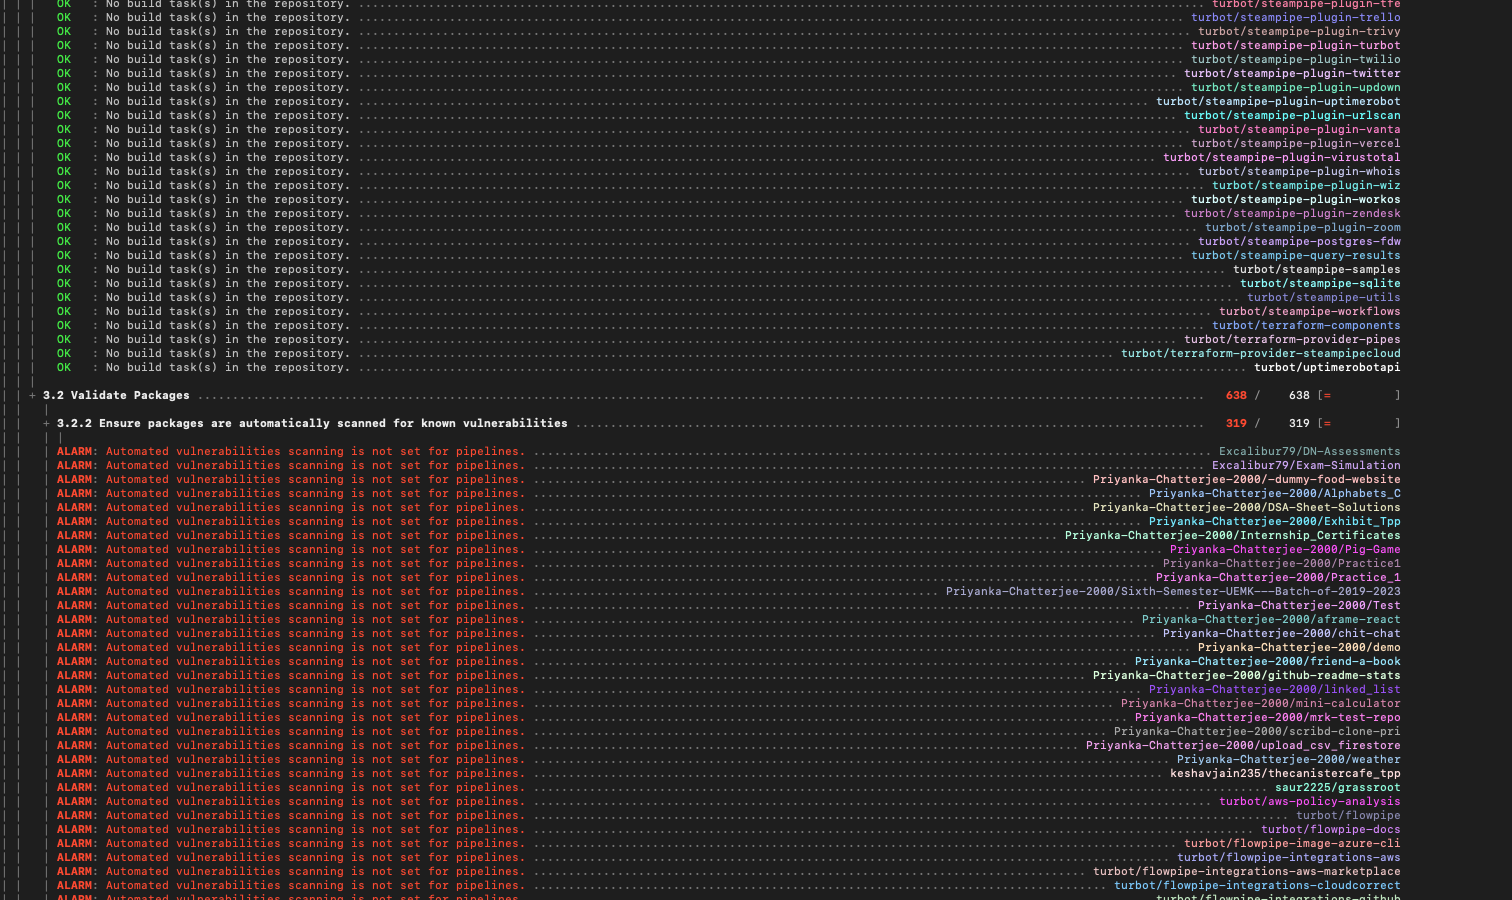 OK : No build task(s) in the repository. turbot/steampipe-plugin-tfe
OK : No build task(s) in the repository. turbot/steampipe-plugin-trello
OK : No build task(s) in the repository. turbot/steampipe-plugin-trivy
OK : No build task(s) in the repository. turbot/steampipe-plugin-turbot
OK : No build task(s) in the repository. turbot/steampipe-plugin-twilio
OK : No build task(s) in the repository. turbot/steampipe-plugin-twitter
OK : No build task(s) in the repository. turbot/steampipe-plugin-updown
OK : No build task(s) in the repository. turbot/steampipe-plugin-uptimerobot
OK : No build task(s) in the repository. turbot/steampipe-plugin-urlscan
OK : No build task(s) in the repository. turbot/steampipe-plugin-vanta
OK : No build task(s) in the repository. turbot/steampipe-plugin-vercel
OK : No build task(s) in the repository. turbot/steampipe-plugin-virustotal
OK : No build task(s) in the repository. turbot/steampipe-plugin-whois
OK : No build task(s) in the repository. turbot/steampipe-plugin-wiz
OK : No build task(s) in the repository. turbot/steampipe-plugin-workos
OK : No build task(s) in the repository. turbot/steampipe-plugin-zendesk
OK : No build task(s) in the repository. turbot/steampipe-plugin-zoom
OK : No build task(s) in the repository. turbot/steampipe-postgres-fdw
OK : No build task(s) in the repository. turbot/steampipe-query-results
OK : No build task(s) in the repository. turbot/steampipe-samples
OK : No build task(s) in the repository. turbot/steampipe-sqlite
OK : No build task(s) in the repository. turbot/steampipe-utils
OK : No build task(s) in the repository. turbot/steampipe-workflows
OK : No build task(s) in the repository. turbot/terraform-components
OK : No build task(s) in the repository. turbot/terraform-provider-pipes
OK : No build task(s) in the repository. turbot/terraform-provider-steampipecloud
OK : No build task(s) in the repository. turbot/uptimerobotapi
+ 3.2 Validate Packages 638 / 638 [= ]
+ 3.2.2 Ensure packages are automatically scanned for known vulnerabilities 319 / 319 [= ]
ALARM: Automated vulnerabilities scanning is not set for pipelines. Excalibur79/DN-Assessments
ALARM: Automated vulnerabilities scanning is not set for pipelines. Excalibur79/Exam-Simulation
ALARM: Automated vulnerabilities scanning is not set for pipelines. Priyanka-Chatterjee-2000/-dummy-food-website
ALARM: Automated vulnerabilities scanning is not set for pipelines. Priyanka-Chatterjee-2000/Alphabets_C
ALARM: Automated vulnerabilities scanning is not set for pipelines. Priyanka-Chatterjee-2000/DSA-Sheet-Solutions
ALARM: Automated vulnerabilities scanning is not set for pipelines. Priyanka-Chatterjee-2000/Exhibit_Tpp
ALARM: Automated vulnerabilities scanning is not set for pipelines. Priyanka-Chatterjee-2000/Internship_Certificates
ALARM: Automated vulnerabilities scanning is not set for pipelines. Priyanka-Chatterjee-2000/Pig-Game
ALARM: Automated vulnerabilities scanning is not set for pipelines. Priyanka-Chatterjee-2000/Practice1
ALARM: Automated vulnerabilities scanning is not set for pipelines. Priyanka-Chatterjee-2000/Practice_1
ALARM: Automated vulnerabilities scanning is not set for pipelines. Priyanka-Chatterjee-2000/Sixth-Semester-UEMK---Batch-of-2019-2023
ALARM: Automated vulnerabilities scanning is not set for pipelines. Priyanka-Chatterjee-2000/Test
ALARM: Automated vulnerabilities scanning is not set for pipelines. Priyanka-Chatterjee-2000/aframe-react
ALARM: Automated vulnerabilities scanning is not set for pipelines. Priyanka-Chatterjee-2000/chit-chat
ALARM: Automated vulnerabilities scanning is not set for pipelines. Priyanka-Chatterjee-2000/demo
ALARM: Automated vulnerabilities scanning is not set for pipelines. Priyanka-Chatterjee-2000/friend-a-book
ALARM: Automated vulnerabilities scanning is not set for pipelines. Priyanka-Chatterjee-2000/github-readme-stats
ALARM: Automated vulnerabilities scanning is not set for pipelines. Priyanka-Chatterjee-2000/linked_list
ALARM: Automated vulnerabilities scanning is not set for pipelines. Priyanka-Chatterjee-2000/mini-calculator
ALARM: Automated vulnerabilities scanning is not set for pipelines. Priyanka-Chatterjee-2000/mrk-test-repo
ALARM: Automated vulnerabilities scanning is not set for pipelines. Priyanka-Chatterjee-2000/scribd-clone-pri
ALARM: Automated vulnerabilities scanning is not set for pipelines. Priyanka-Chatterjee-2000/upload_csv_firestore
ALARM: Automated vulnerabilities scanning is not set for pipelines. Priyanka-Chatterjee-2000/weather
ALARM: Automated vulnerabilities scanning is not set for pipelines. keshavjain235/thecanistercafe_tpp
ALARM: Automated vulnerabilities scanning is not set for pipelines. saur2225/grassroot
ALARM: Automated vulnerabilities scanning is not set for pipelines. turbot/aws-policy-analysis
ALARM: Automated vulnerabilities scanning is not set for pipelines. turbot/flowpipe
ALARM: Automated vulnerabilities scanning is not set for pipelines. turbot/flowpipe-docs
ALARM: Automated vulnerabilities scanning is not set for pipelines. turbot/flowpipe-image-azure-cli
ALARM: Automated vulnerabilities scanning is not set for pipelines. turbot/flowpipe-integrations-aws
ALARM: Automated vulnerabilities scanning is not set for pipelines. turbot/flowpipe-integrations-aws-marketplace
ALARM: Automated vulnerabilities scanning is not set for pipelines. turbot/flowpipe-integrations-cloudcorrect
ALARM: Automated vulnerabilities scanning is not set for pipelines. turbot/flowpipe-integrations-github